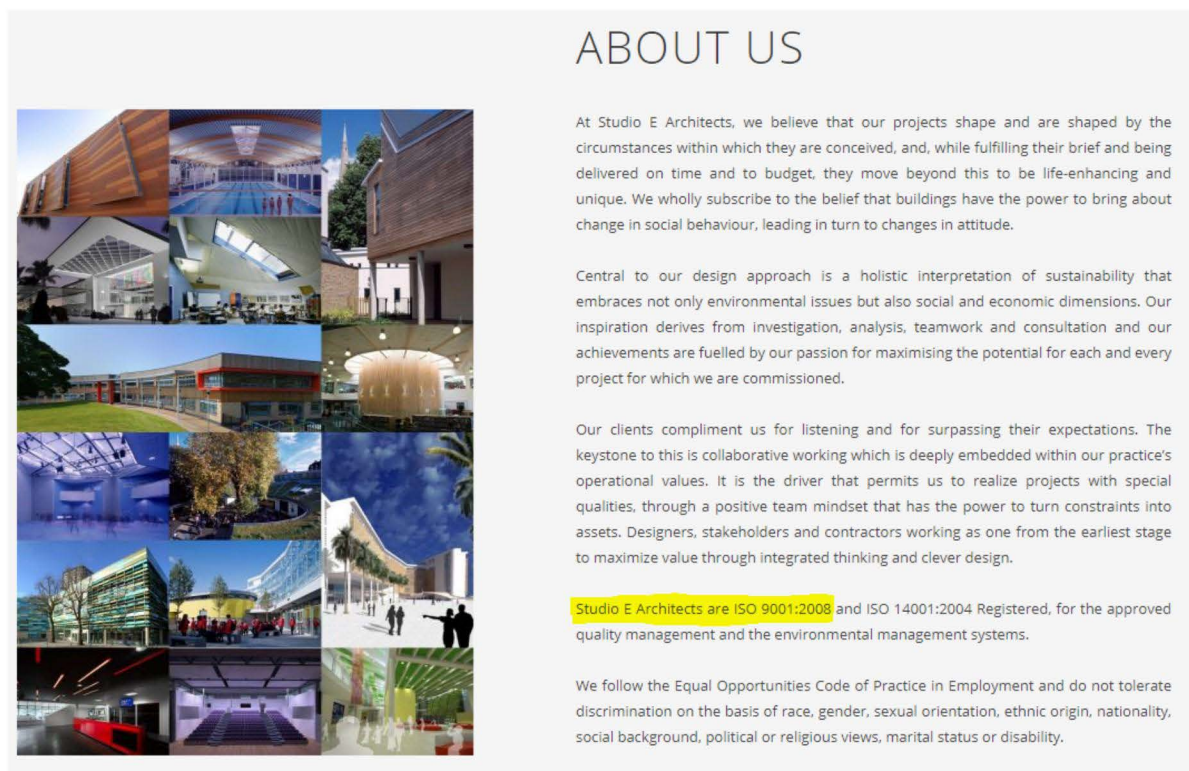 ABOUT US
At Studio E Architects, we believe that our projects shape and are shaped by the
circumstances within which they are conceived, and, while fulfilling their brief and being
delivered on time and to budget, they move beyond this to be life-enhancing and
unique. We wholly subscribe to the belief that buildings have the power to bring about
change in social behaviour, leading in turn to changes in attitude.
Central to our design approach is a holistic interpretation of sustainability that
embraces not only environmental issues but also social and economic dimensions. Our
inspiration derives from investigation, analysis, teamwork and consultation and our
achievements are fuelled by our passion for maximising the potential for each and every
project for which we are commissioned.
Our clients compliment us for listening and for surpassing their expectations. The
keystone to this is collaborative working which is deeply embedded within our practice's
operational values. It is the driver that permits us to realize projects with special
qualities, through a positive team mindset that has the power to turn constraints into
assets. Designers, stakeholders and contractors working as one from the earliest stage
to maximize value through integrated thinking and clever design.
Studio E Architects are ISO 9001:2008 and ISO 14001:2004 Registered, for the approved
quality management and the environmental management systems.
We follow the Equal Opportunities Code of Practice in Employment and do not tolerate
discrimination on the basis of race, gender, sexual orientation, ethnic origin, nationality,
social background, political or religious views, marital status or disability.